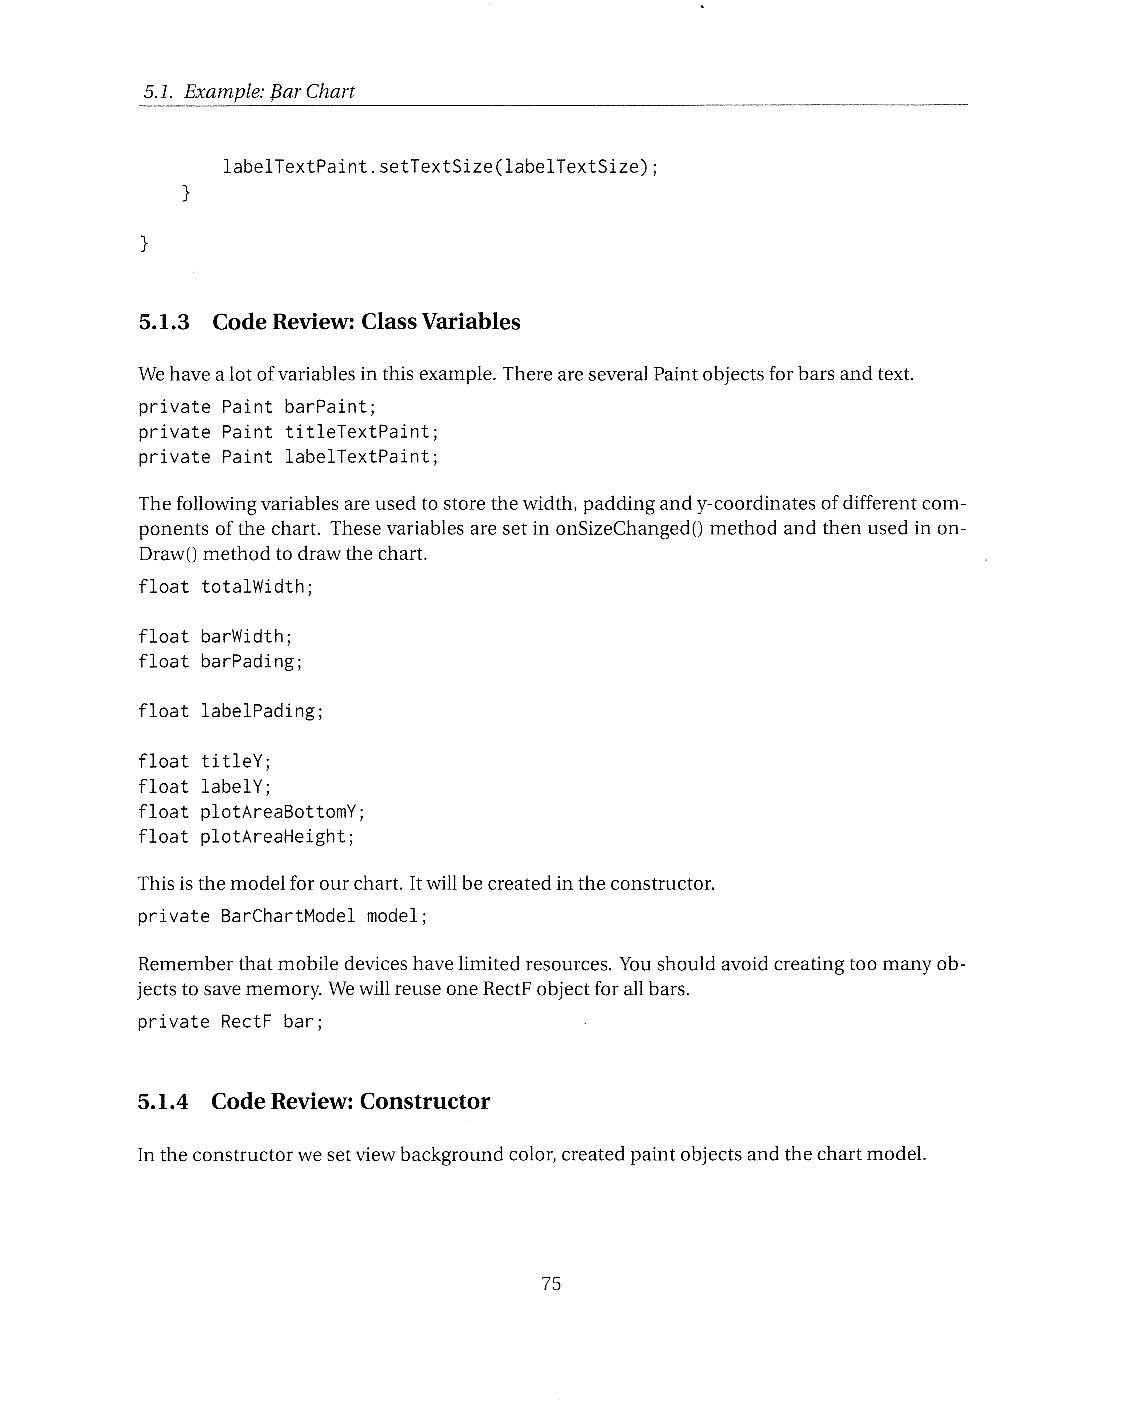 5.1. Example: Bar Chart
labelTextPaint.setTextSize(labelTextSize);
}
}
5.1.3 Code Review: Class Variables
We have a lot of variables in this example. There are several Paint objects for bars and text.
private Paint barPaint;
private Paint titleTextPaint;
private Paint labelTextPaint;
The following variables are used to store the width, padding and y-coordinates of different com-
ponents of the chart. These variables are set in onSizeChanged() method and then used in on-
Draw() method to draw the chart.
float totalWidth;
float barWidth;
float barPading;
float labelPading;
float titleY;
float labelY;
float plotAreaBottomY;
float plotAreaHeight;
This is the model for our chart. It will be created in the constructor.
private BarChartModel model;
Remember that mobile devices have limited resources. You should avoid creating too many ob-
jects to save memory. We will reuse one RectF object for all bars.
private RectF bar;
5.1.4 Code Review: Constructor
In the constructor we set view background color, created paint objects and the chart model.
75